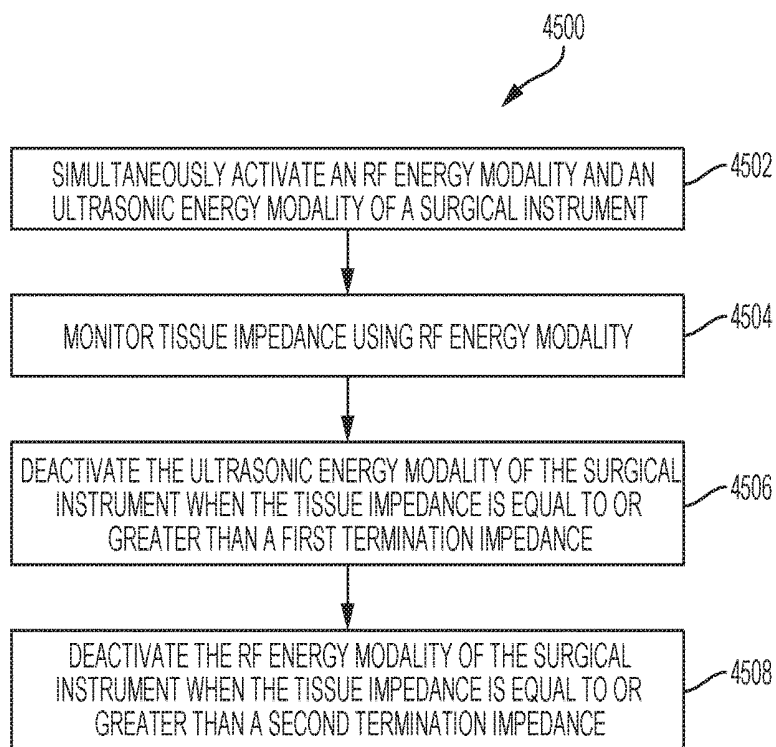 4500
SIMULTANEOUSLY ACTIVATE AN RF ENERGY MODALITY AND AN
ULTRASONIC ENERGY MODALITY OF A SURGICAL INSTRUMENT
4502
MONITOR TISSUE IMPEDANCE USING RF ENERGY MODALITY
4504
DEACTIVATE THE ULTRASONIC ENERGY MODALITY OF THE SURGICAL
INSTRUMENT WHEN THE TISSUE IMPEDANCE IS EQUAL TO OR
GREATER THAN A FIRST TERMINATION IMPEDANCE
4506
DEACTIVATE THE RF ENERGY MODALITY OF THE SURGICAL
INSTRUMENT WHEN THE TISSUE IMPEDANCE IS EQUAL TO OR
GREATER THAN A SECOND TERMINATION IMPEDANCE
4508